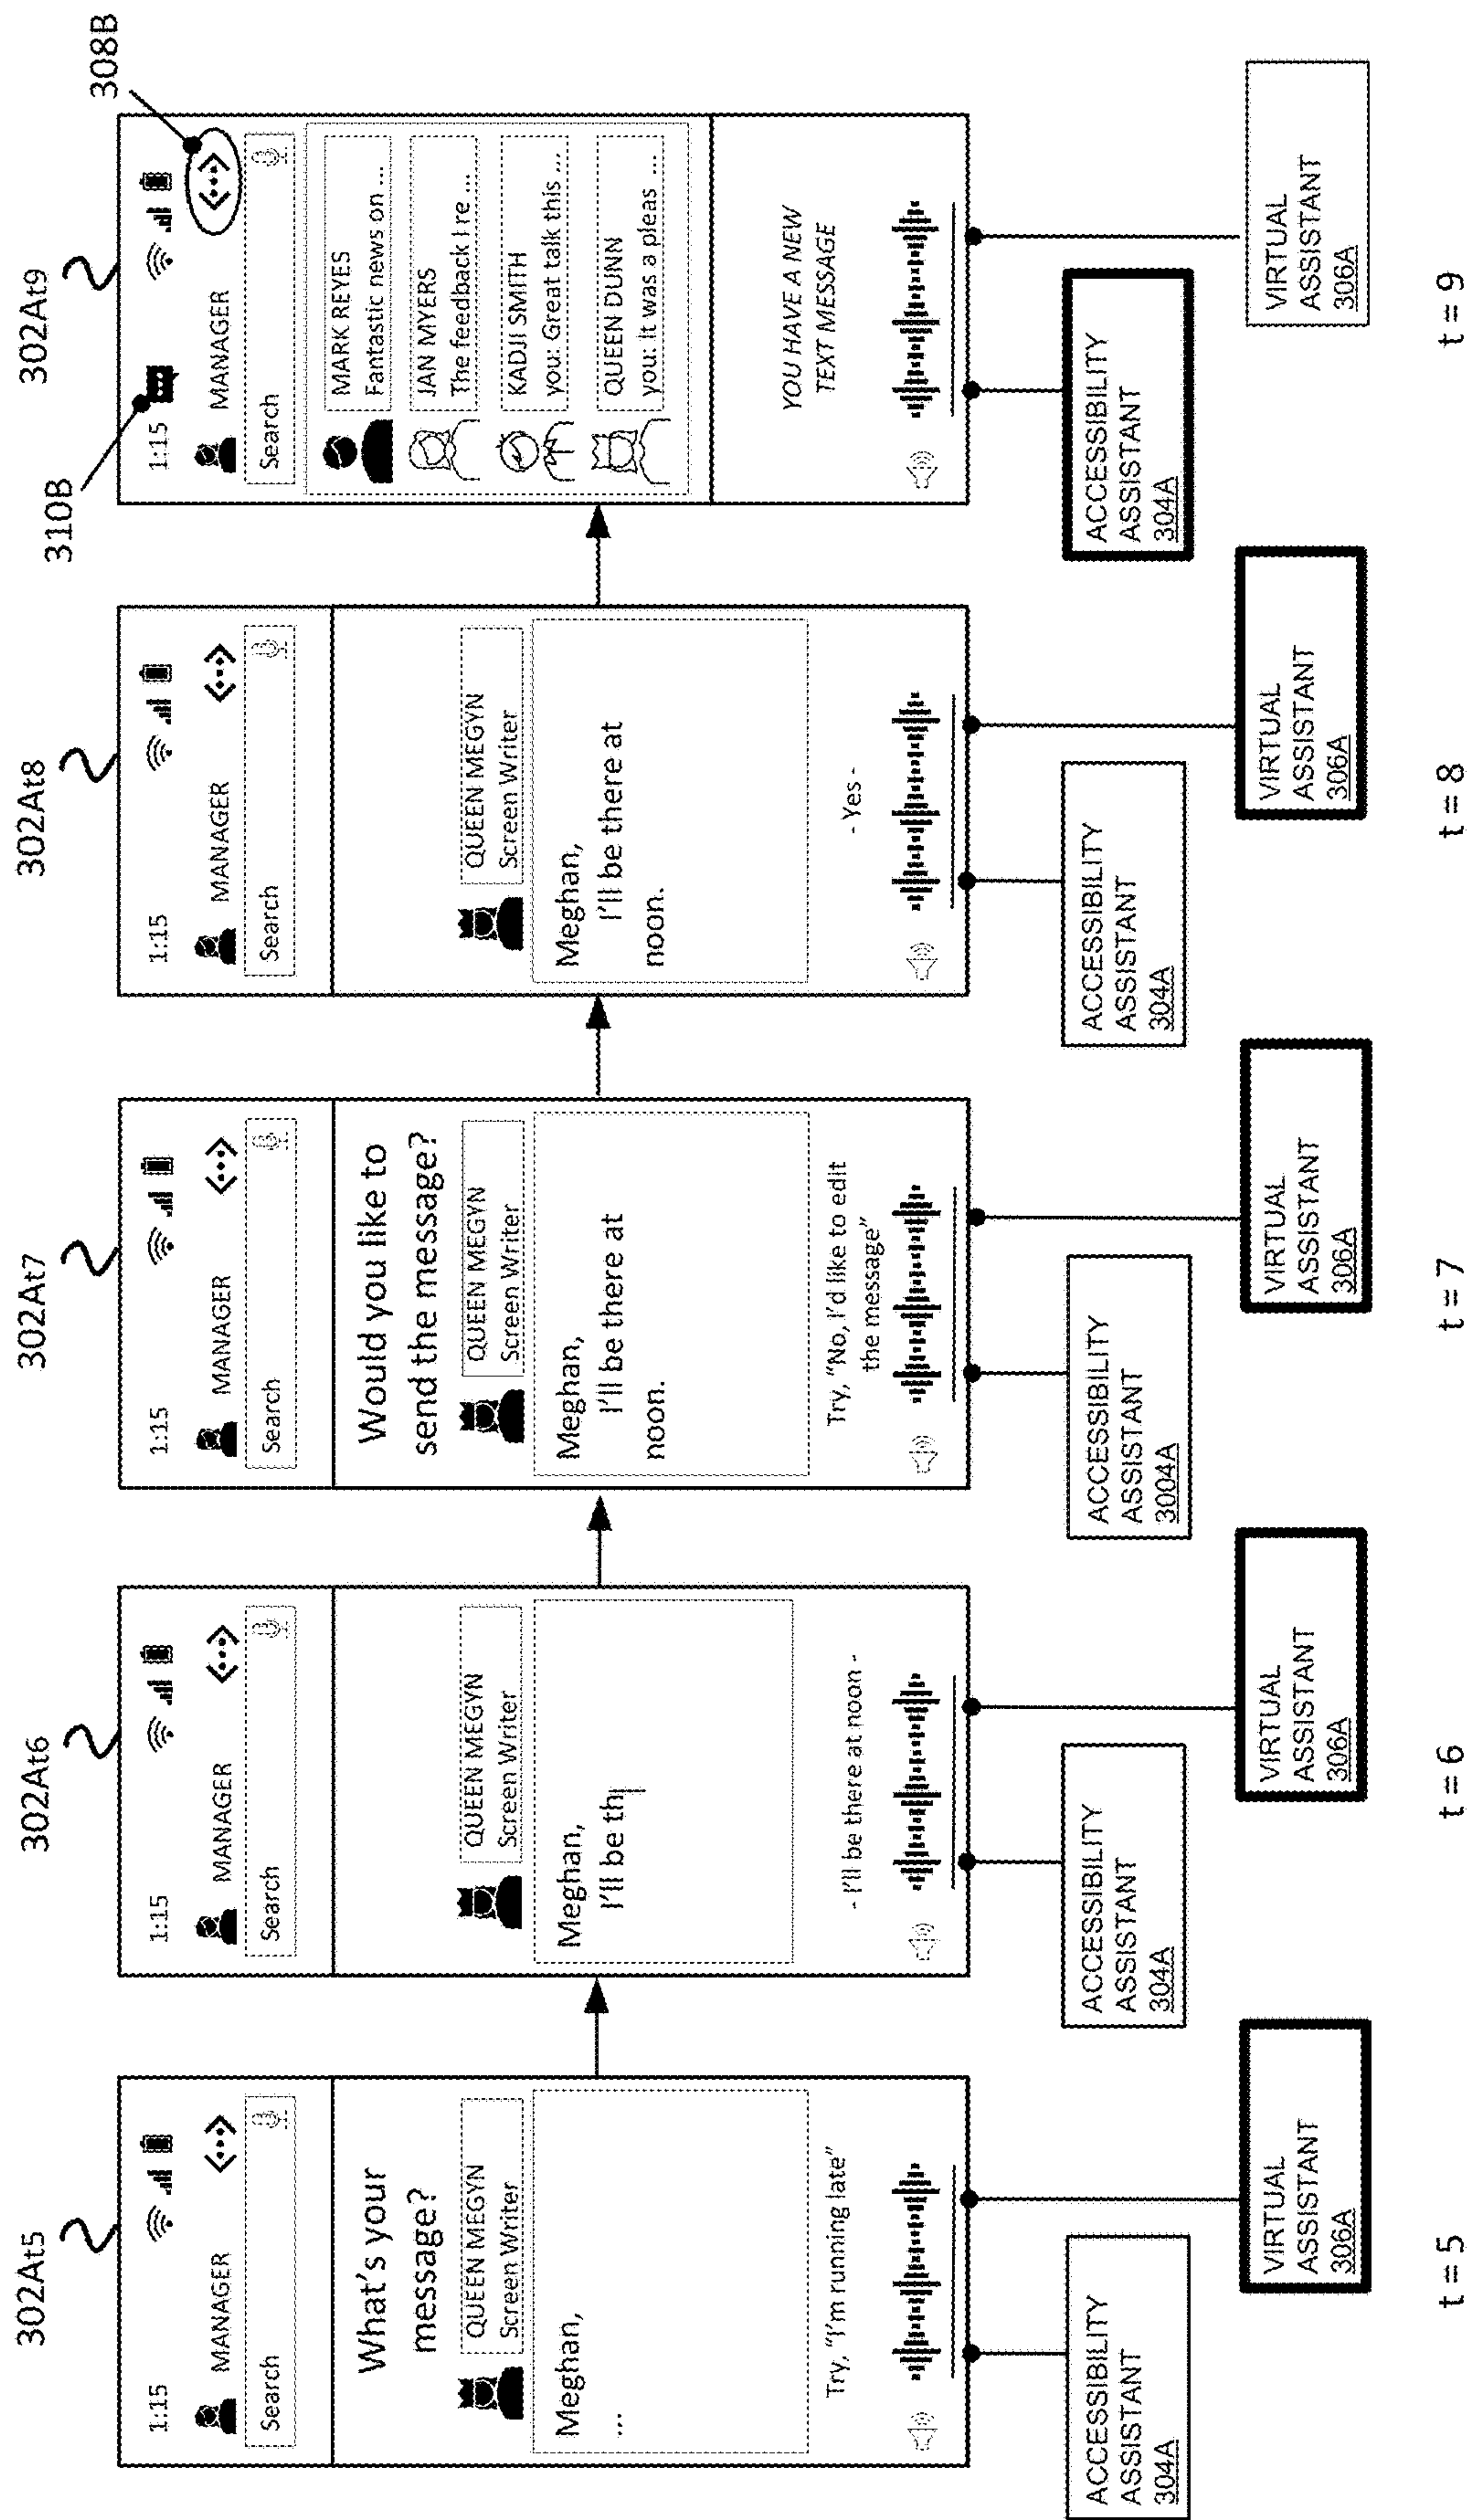 302At5
1:15
MANAGER
Search
What's your
message?
QUEEN MEGYN
Screen Writer
Meghan,
...
Try, "I'm running late"
ACCESSIBILITY
ASSISTANT
304A
VIRTUAL
ASSISTANT
306A
t = 5
302At6
1:15
MANAGER
Search
QUEEN MEGYN
Screen Writer
Meghan,
I'll be th
- I'll be there at noon -
ACCESSIBILITY
ASSISTANT
304A
VIRTUAL
ASSISTANT
306A
t = 6
302At7
1:15
MANAGER
Search
Would you like to
send the message?
QUEEN MEGYN
Screen Writer
Meghan,
I'll be there at
noon.
Try, "No, I'd like to edit
the message"
ACCESSIBILITY
ASSISTANT
3004A
VIRTUAL
ASSISTANT
306A
t = 7
302At8
1:15
MANAGER
Search
QUEEN MEGYN
Screen Writer
Meghan,
I'll be there at
noon.
- Yes -
ACCESSIBILITY
ASSISTANT
304A
VIRTUAL
ASSISTANT
306A
t = 8
302At9
310B
308B
1:15
MANAGER
Search
MARK REYES
Fantastic news on ...
JAN MYERS
The feedback I re ...
KADJI SMITH
you: Great talk this ...
QUEEN DUNN
you: It was a pleas ...
YOU HAVE A NEW
TEXT MESSAGE
ACCESSIBILITY
ASSISTANT
304A
VIRTUAL
ASSISTANT
306A
t = 9